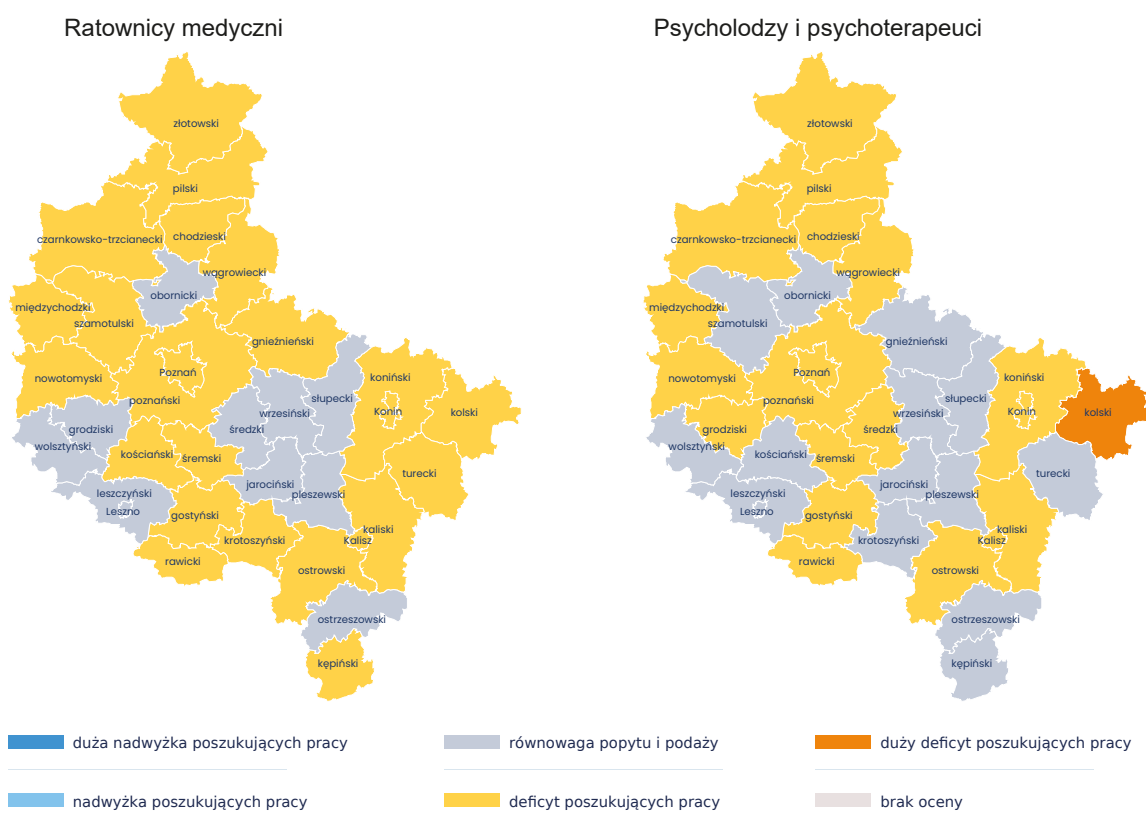 Ratownicy medyczni
złotowski
pilski
czarnkowsko-trzcianecki
chodzieski
wągrowiecki
obornicki
międzychodzki
szamotulski
gnieźnieński
nowotomyski
Poznań
koniński
poznański
słupecki
wrzesiński
Konin
kolski
grodziski
średzki
wolsztyński
kościański
śremski
turecki
jarociński
pleszewski
leszczyński
Leszno
gostyński
kaliski
krotoszyński
Kalisz
rawicki
ostrowski
ostrzeszowski
kępiński
Psycholodzy i psychoterapeuci
złotowski
pilski
czarnkowsko-trzcianecki
chodzieski
wągrowiecki
obornicki
międzychodzki
szamotulski
gnieźnieński
nowotomyski
Poznań
koniński
poznański
słupecki
wrzesiński
Konin
kolski
grodziski
średzki
wolsztyński
kościański
śremski
turecki
jarociński
pleszewski
leszczyński
Leszno
gostyński
kaliski
krotoszyński
Kalisz
rawicki
ostrowski
ostrzeszowski
kępiński
duża nadwyżka poszukujących pracy
równowaga popytu i podaży
duży deficyt poszukujących pracy
nadwyżka poszukujących pracy
deficyt poszukujących pracy
brak oceny